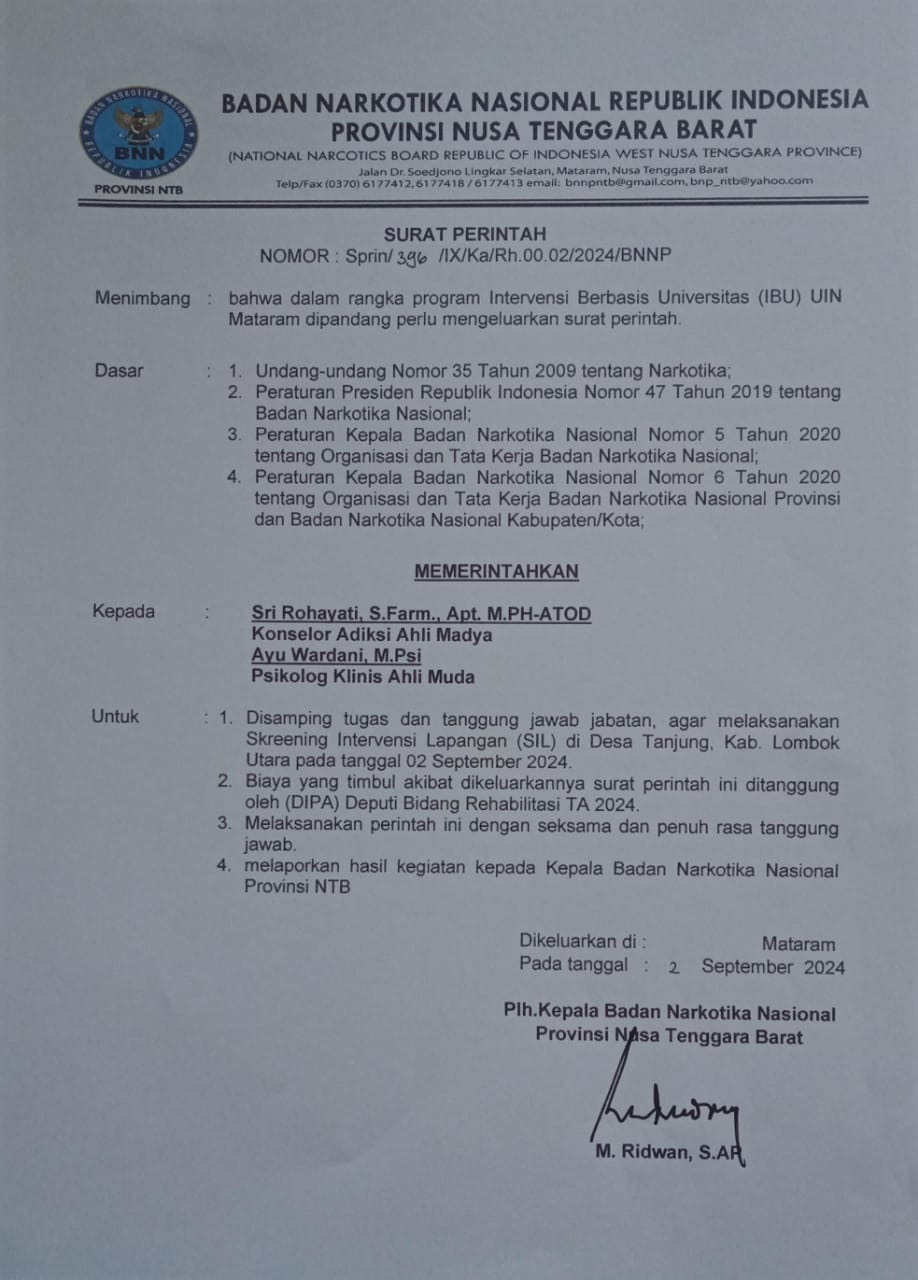 BADAN NARKOTIKA NASIONAL
REPUBLIK INDONESIA
BNN
PROVINSI NTB
BADAN NARKOTIKA NASIONAL REPUBLIK INDONESIA
PROVINSI NUSA TENGGARA BARAT
(NATIONAL NARCOTICS BOARD REPUBLIC OF INDONESIA WEST NUSA TENGGARA PROVINCE)
Jalan Dr. Soedjono Lingkar Selatan, Mataram, Nusa Tenggara Barat
Telp/Fax (0370) 6177412, 6177418 / 6177413 email: bnnpntb@gmail.com, bnp_ntb@yahoo.com
SURAT PERINTAH
NOMOR : Sprin/ 396 /IX/Ka/Rh.00.02/2024/BNNP
Menimbang : bahwa dalam rangka program Intervensi Berbasis Universitas (IBU) UIN
Mataram dipandang perlu mengeluarkan surat perintah.
Dasar : 1. Undang-undang Nomor 35 Tahun 2009 tentang Narkotika;
2. Peraturan Presiden Republik Indonesia Nomor 47 Tahun 2019 tentang
Badan Narkotika Nasional;
3. Peraturan Kepala Badan Narkotika Nasional Nomor 5 Tahun 2020
tentang Organisasi dan Tata Kerja Badan Narkotika Nasional;
4. Peraturan Kepala Badan Narkotika Nasional Nomor 6 Tahun 2020
tentang Organisasi dan Tata Kerja Badan Narkotika Nasional Provinsi
dan Badan Narkotika Nasional Kabupaten/Kota;
MEMERINTAHKAN
Kepada : Sri Rohayati, S.Farm., Apt. M.PH-ATOD
Konselor Adiksi Ahli Madya
Ayu Wardani, M.Psi
Psikolog Klinis Ahli Muda
Untuk : 1. Disamping tugas dan tanggung jawab jabatan, agar melaksanakan
Skreening Intervensi Lapangan (SIL) di Desa Tanjung, Kab. Lombok
Utara pada tanggal 02 September 2024.
2. Biaya yang timbul akibat dikeluarkannya surat perintah ini ditanggung
oleh (DIPA) Deputi Bidang Rehabilitasi TA 2024.
3. Melaksanakan perintah ini dengan seksama dan penuh rasa tanggung
jawab.
4. melaporkan hasil kegiatan kepada Kepala Badan Narkotika Nasional
Provinsi NTB
Dikeluarkan di : Mataram
Pada tanggal : 2 September 2024
Plh.Kepala Badan Narkotika Nasional
Provinsi Nusa Tenggara Barat
M. Ridwan, S.AP